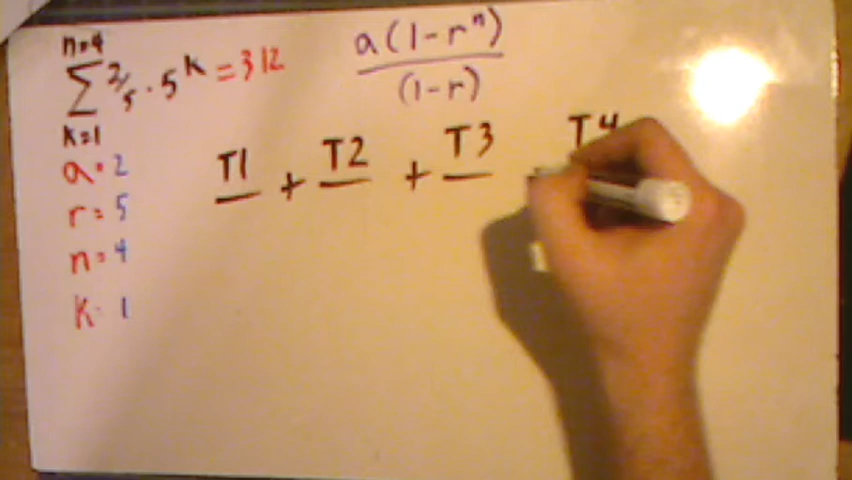 n=4
∑ 2/5 · 5^k = 312
k=1
a(1-r^n)
(1-r)
T1 + T2 + T3 T4
a = 2
r = 5
n = 4
k = 1